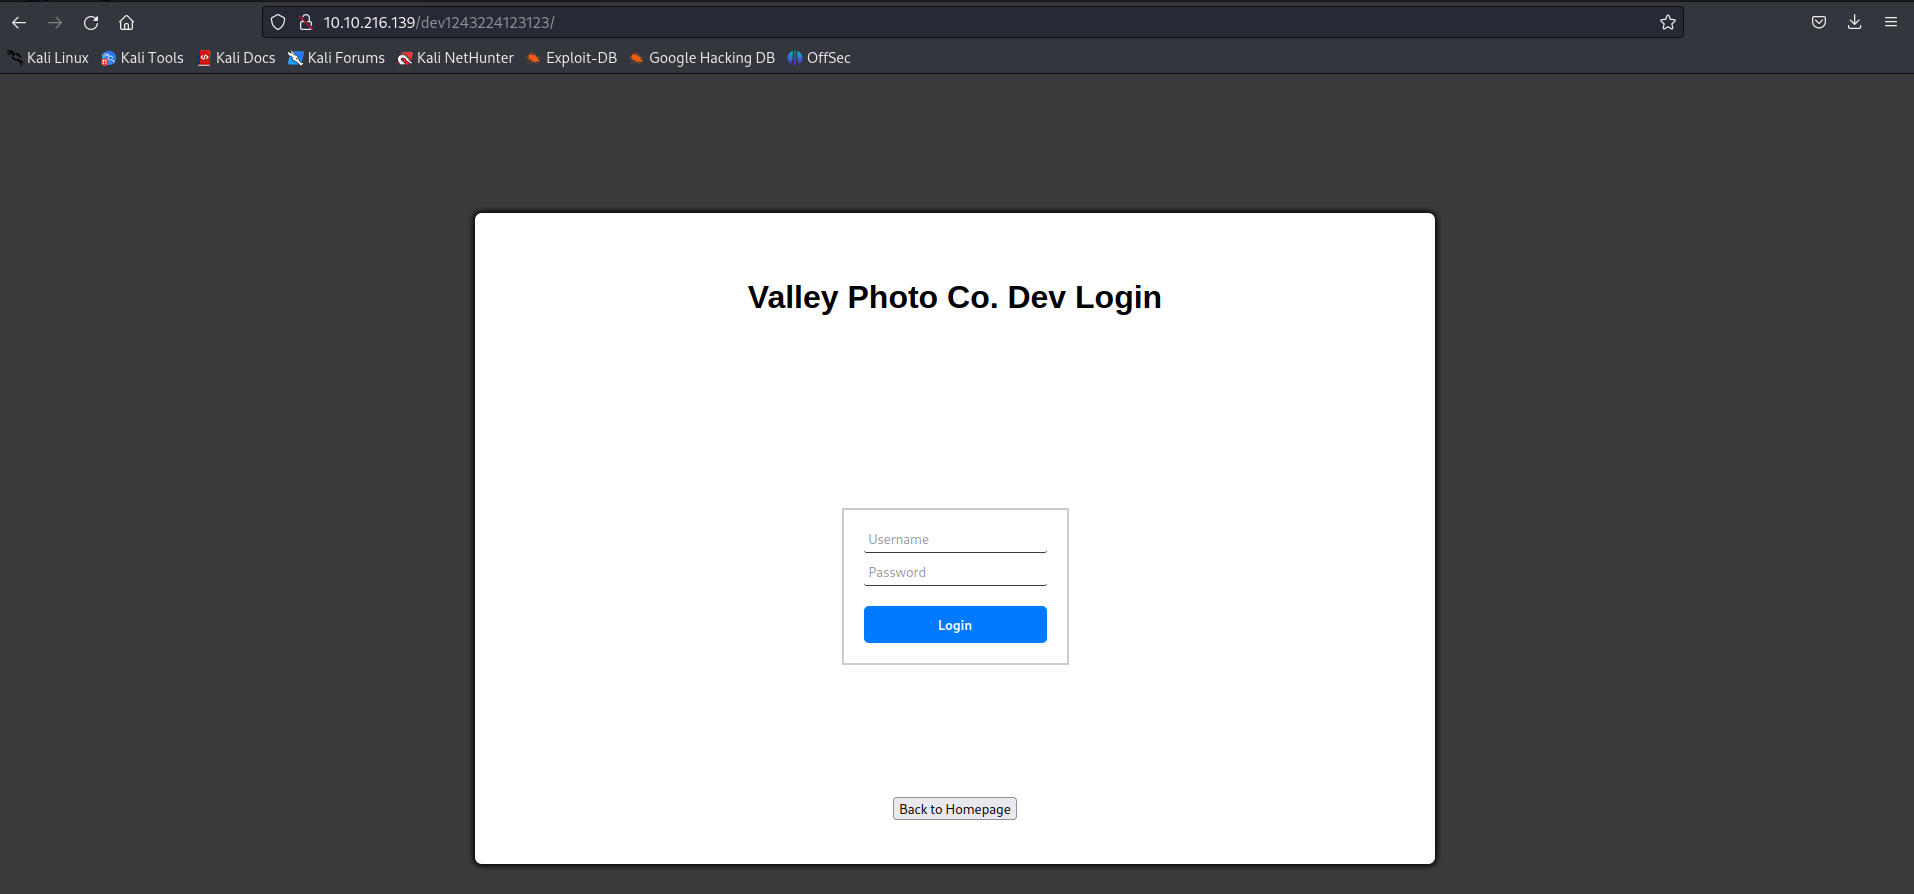 10.10.216.139/dev1243224123123/
Kali Linux Kali Tools Kali Docs Kali Forums Kali NetHunter Exploit-DB Google Hacking DB OffSec
Valley Photo Co. Dev Login
Username
Password
Login
Back to Homepage